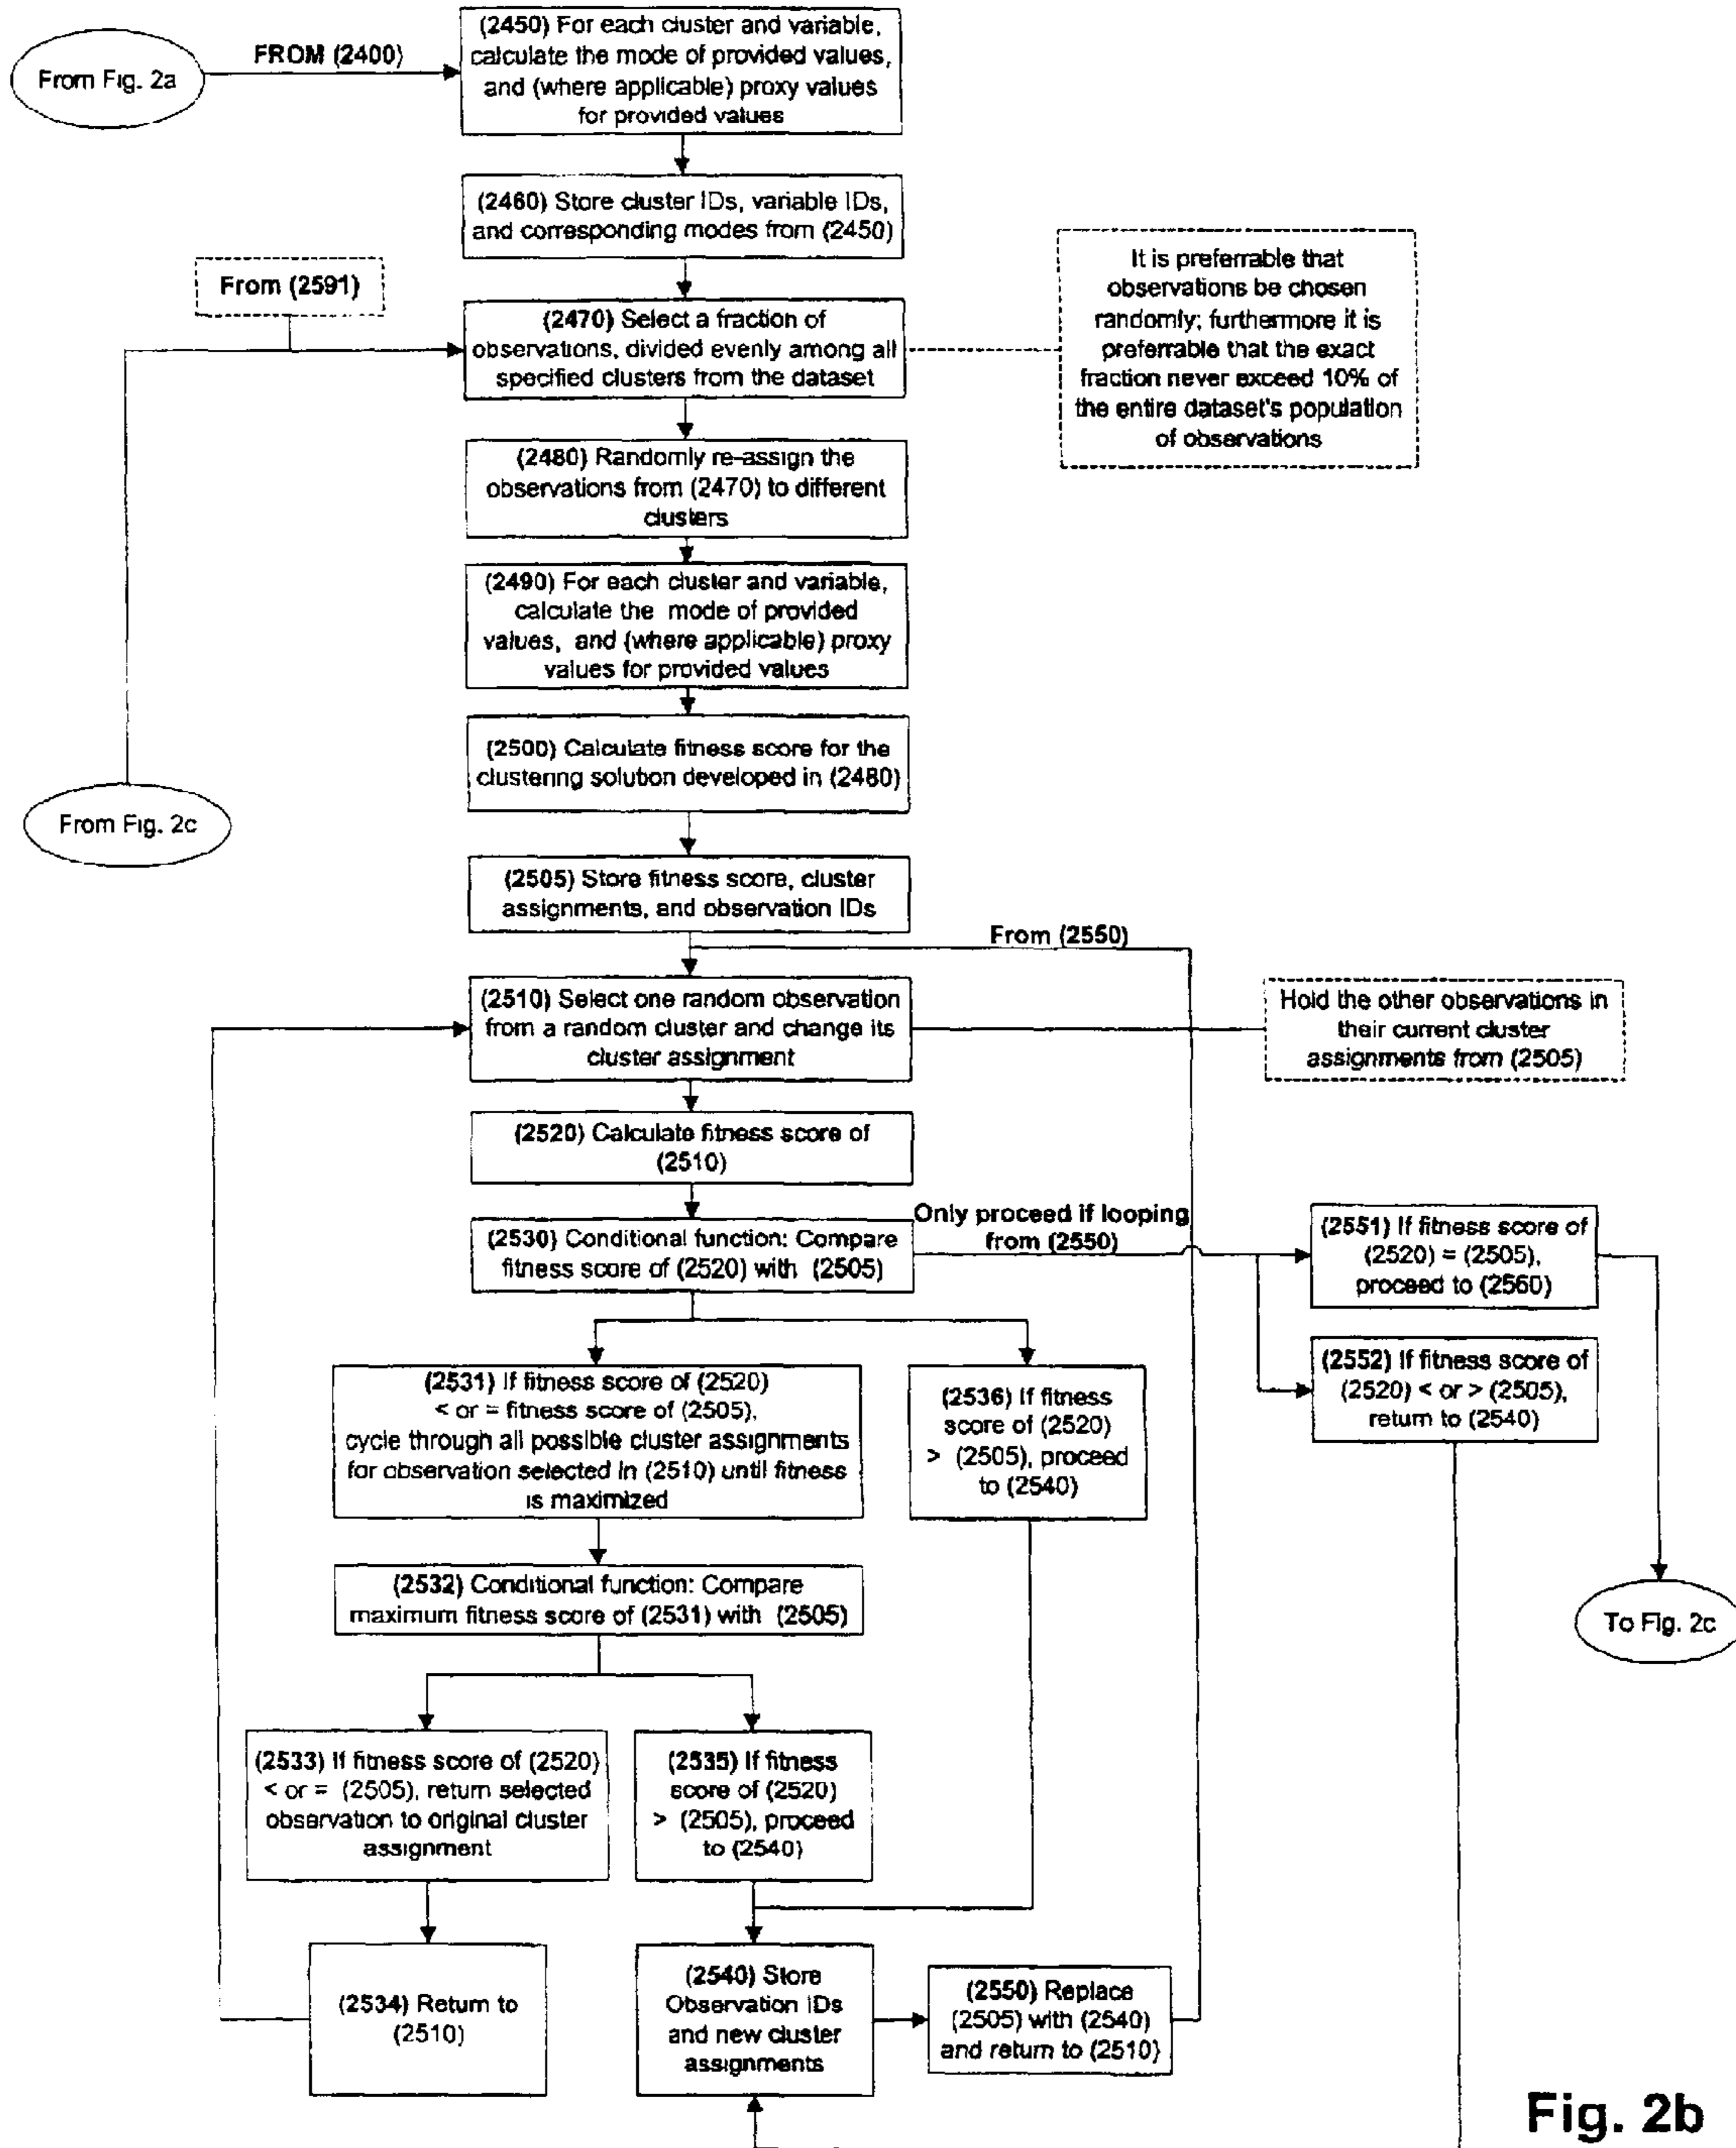 From Fig. 2a
FROM (2400)
(2450) For each cluster and variable,
calculate the mode of provided values,
and (where applicable) proxy values
for provided values
(2460) Store cluster IDs, variable IDs,
and corresponding modes from (2450)
From (2591)
(2470) Select a fraction of
observations, divided evenly among all
specified clusters from the dataset
It is preferrable that
observations be chosen
randomly; furthermore it is
preferrable that the exact
fraction never exceed 10% of
the entire dataset's population
of observations
(2480) Randomly re-assign the
observations from (2470) to different
clusters
(2490) For each cluster and variable,
calculate the mode of provided
values, and (where applicable) proxy
values for provided values
(2500) Calculate fitness score for the
clustering solution developed in (2480)
From Fig. 2c
(2505) Store fitness score, cluster
assignments, and observation IDs
From (2550)
(2510) Select one random observation
from a random cluster and change its
cluster assignment
Hold the other observations in
their current cluster
assignments from (2505)
(2520) Calculate fitness score of
(2510)
(2530) Conditional function: Compare
fitness score of (2520) with (2505)
Only proceed if looping
from (2550)
(2551) If fitness score of
(2520) = (2505),
proceed to (2560)
(2552) If fitness score of
(2520) < or > (2505),
return to (2540)
(2531) If fitness score of (2520)
< or = fitness score of (2505),
cycle through all possible cluster assignments
for observation selected in (2510) until fitness
is maximized
(2536) If fitness
score of (2520)
> (2505), proceed
to (2540)
(2532) Conditional function: Compare
maximum fitness score of (2531) with (2505)
To Fig. 2c
(2533) If fitness score of (2520)
< or = (2505), return selected
observation to original cluster
assignment
(2535) If fitness
score of (2520)
> (2505), proceed
to (2540)
(2534) Return to
(2510)
(2540) Store
Observation IDs
and new cluster
assignments
(2550) Replace
(2505) with (2540)
and return to (2510)
Fig. 2b